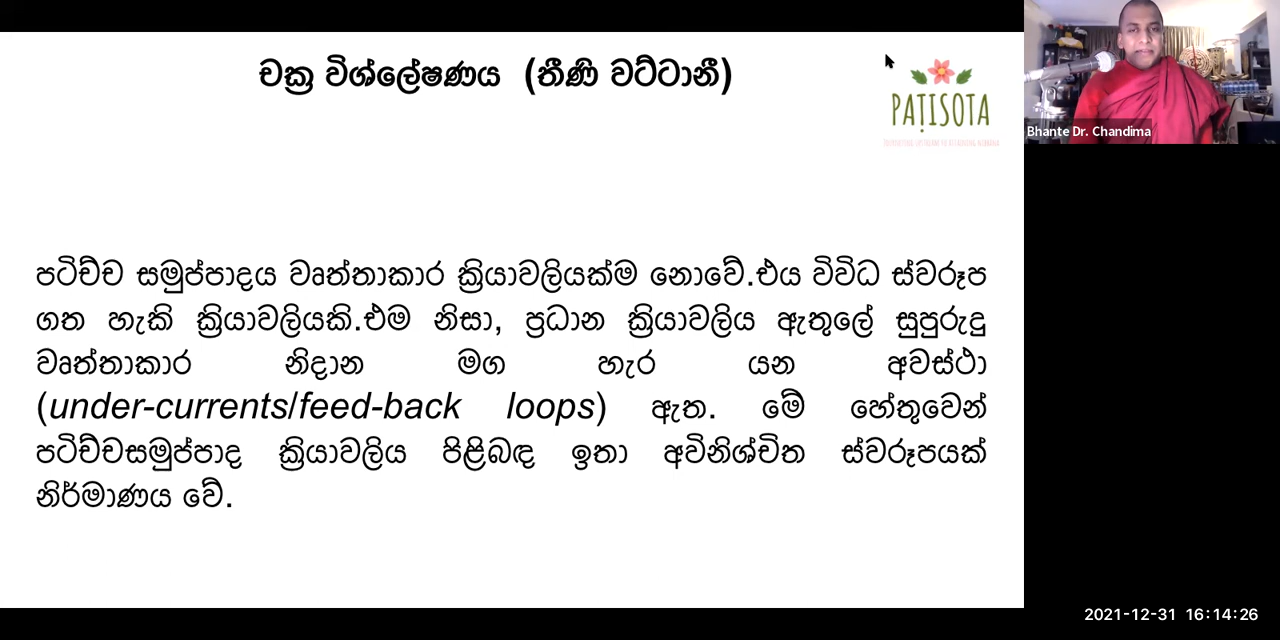 චක්‍ර විශ්ලේෂණය (තීණි වට්ටානී)
PAṬISOTA
Bhante Dr. Chandima
පටිච්ච සමුප්පාදය වෘත්තාකාර ක්‍රියාවලියක්ම නොවේ.එය විවිධ ස්වරූප
ගත හැකි ක්‍රියාවලියකි.එම නිසා, ප්‍රධාන ක්‍රියාවලිය ඇතුලේ සුපුරුදු
වෘත්තාකාර නිදාන මග හැර යන අවස්ථා
(under-currents/feed-back loops) ඇත. මේ හේතුවෙන්
පටිච්චසමුප්පාද ක්‍රියාවලිය පිළිබඳ ඉතා අවිනිශ්චිත ස්වරූපයක්
නිර්මාණය වේ.
2021-12-31 16:14:26